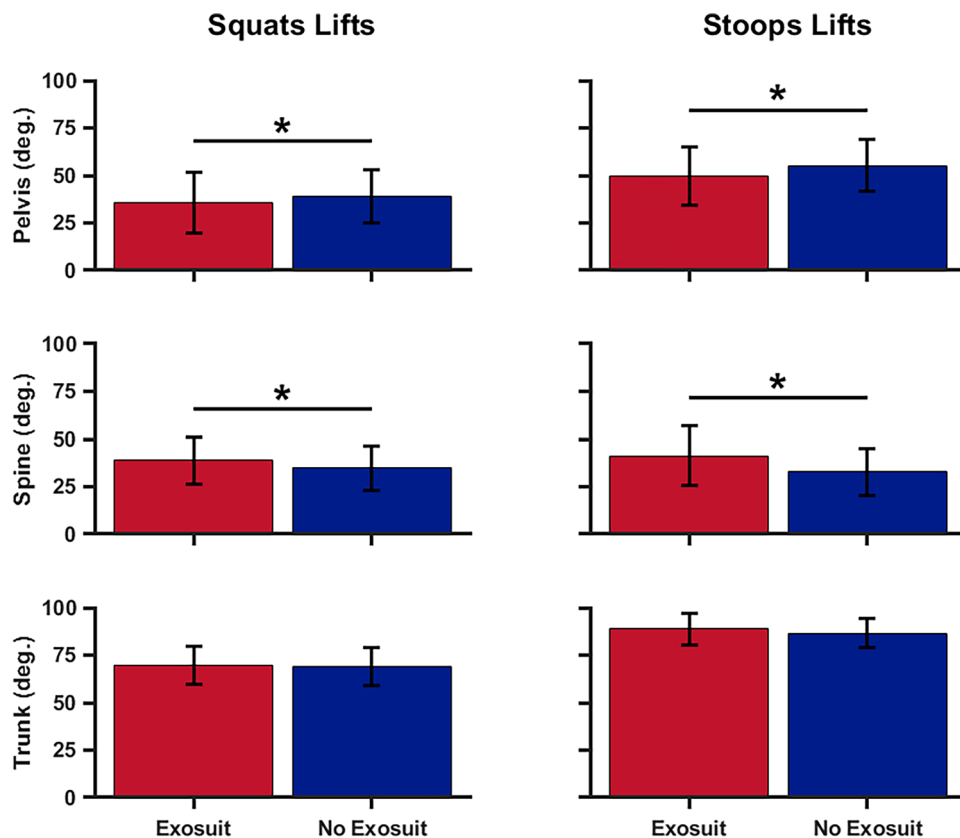 Squats Lifts
Stoops Lifts
Pelvis (deg.)
100
75
50
25
0
*
*
Spine (deg.)
100
75
50
25
0
*
*
Trunk (deg.)
100
75
50
25
0
Exosuit
No Exosuit
Exosuit
No Exosuit